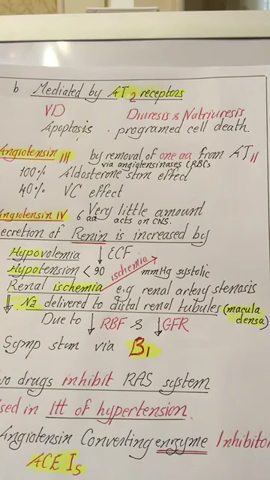 b Mediated by AT2 receptors
VD Diuresis & Natriuresis
Apoptosis. programed cell death.
Angiotensin III by removal of one aa from AT II
via angiotensinases (RBCs)
100% Aldosterone stim effect
40% VC effect
Angiotensin IV 6 aa Very little amount
acts on CNS.
Secretion of Renin is increased by
Hypovolemia ↓ECF
Hypotension < 90 mmHg systolic
ischemia
Renal ischemia e.g renal artery stenosis
↓ Na delivered to distal renal tubules (macula densa)
Due to ↓ RBF & ↓ GFR
Symp stim via B1
drugs inhibit RAS system
Used in ttt of hypertension.
Angiotensin Converting enzyme Inhibitor
ACE Is